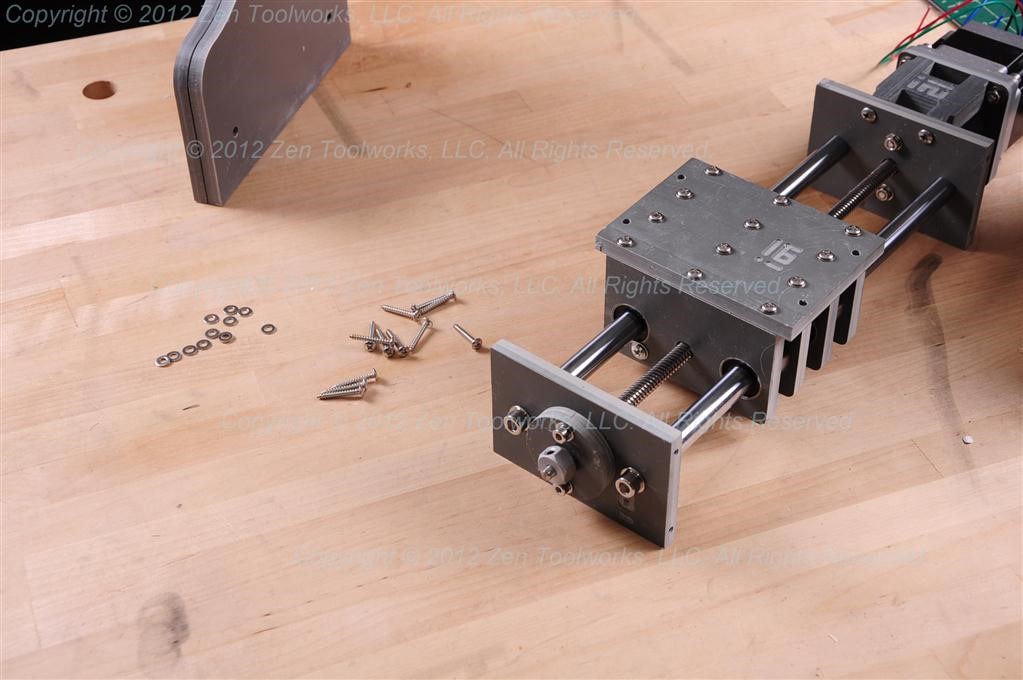 Copyright © 2012 Zen Toolworks, LLC. All Rights Reserved.
Copyright © 2012 Zen Toolworks, LLC. All Rights Reserved.
12
16
Copyright © 2012 Zen Toolworks, LLC. All Rights Reserved.
Copyright © 2012 Zen Toolworks, LLC. All Rights Reserved
Copyright © 2012 Zen Toolworks, LLC. All Rights Reserved